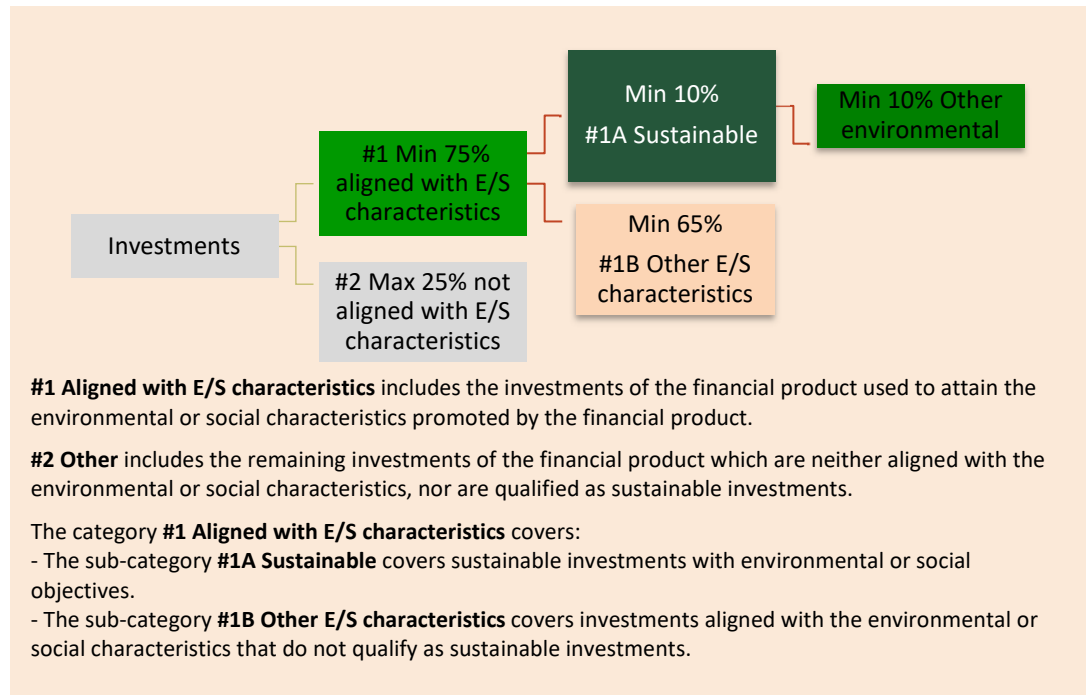 Investments
#1 Min 75%
aligned with E/S
characteristics
#2 Max 25% not
aligned with E/S
characteristics
Min 10%
#1A Sustainable
Min 65%
#1B Other E/S
characteristics
Min 10% Other
environmental
#1 Aligned with E/S characteristics includes the investments of the financial product used to attain the
environmental or social characteristics promoted by the financial product.
#2 Other includes the remaining investments of the financial product which are neither aligned with the
environmental or social characteristics, nor are qualified as sustainable investments.
The category #1 Aligned with E/S characteristics covers:
- The sub-category #1A Sustainable covers sustainable investments with environmental or social
objectives.
- The sub-category #1B Other E/S characteristics covers investments aligned with the environmental or
social characteristics that do not qualify as sustainable investments.